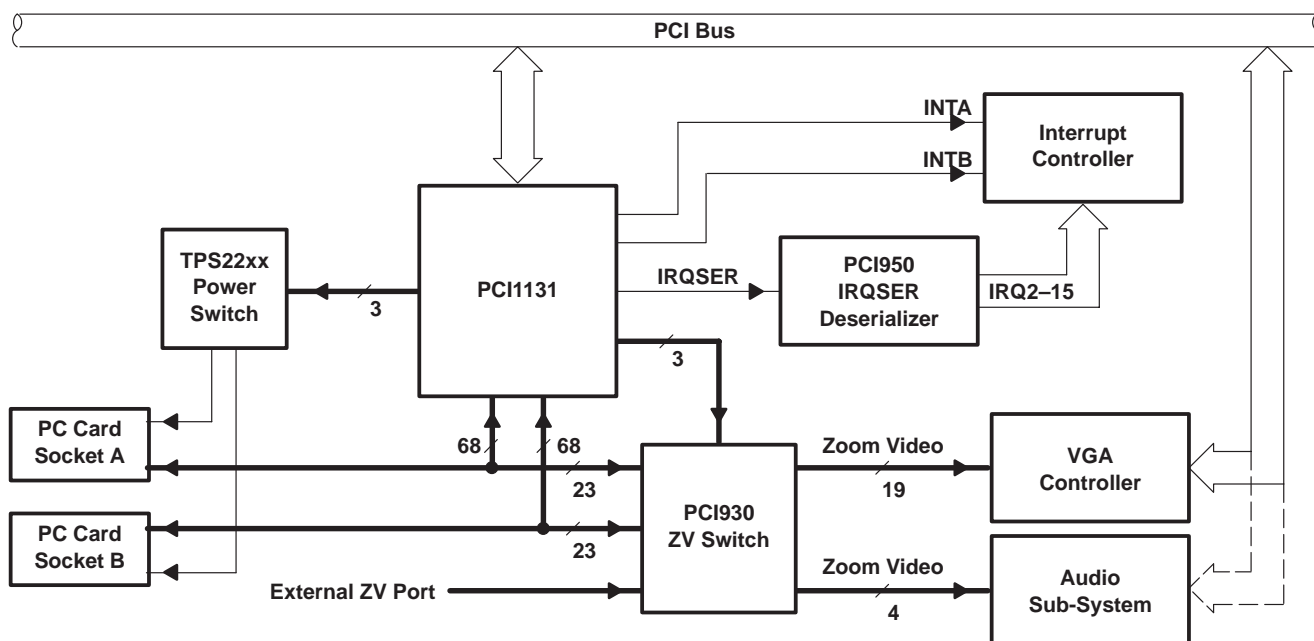 PCI Bus
INTA
Interrupt
Controller
INTB
TPS22xx
Power
Switch
3
PCI1131
IRQSER
PCI950
IRQSER
Deserializer
IRQ2–15
3
PC Card
Socket A
68
68
23
Zoom Video
19
VGA
Controller
PCI930
ZV Switch
PC Card
Socket B
23
External ZV Port
Zoom Video
4
Audio
Sub-System